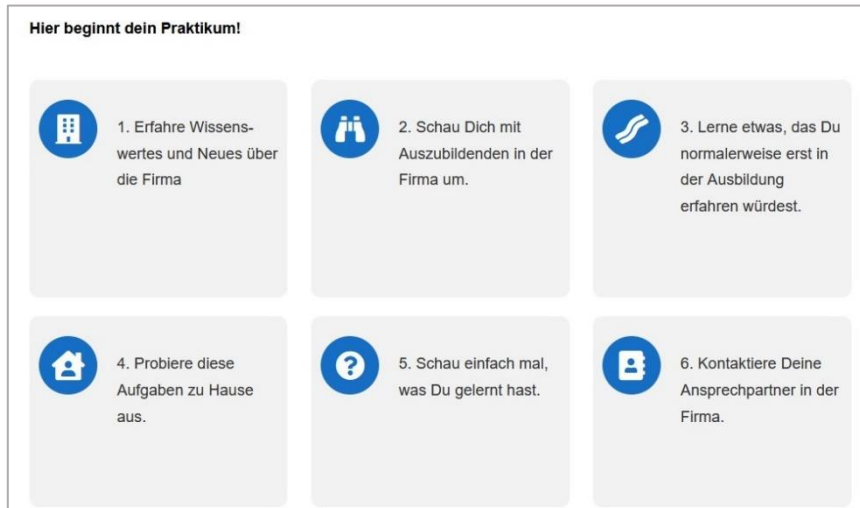 Hier beginnt dein Praktikum!
1. Erfahre Wissens-
wertes und Neues über
die Firma
2. Schau Dich mit
Auszubildenden in der
Firma um.
3. Lerne etwas, das Du
normalerweise erst in
der Ausbildung
erfahren würdest.
4. Probiere diese
Aufgaben zu Hause
aus.
5. Schau einfach mal,
was Du gelernt hast.
6. Kontaktiere Deine
Ansprechpartner in der
Firma.